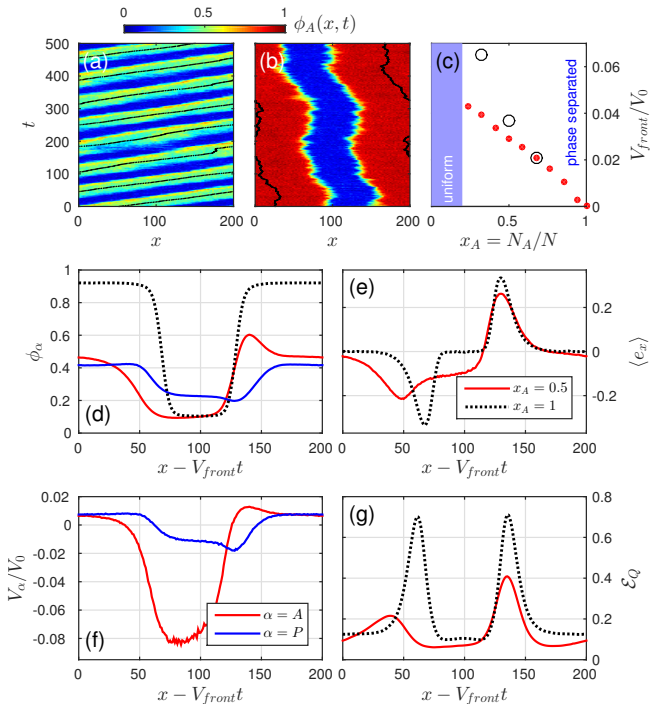 0 0.5 1 ϕ_A(x, t)
(a) (b) (c)
500
400
300
200
100
0
t
0 100 200
x
0 100 200
x
uniform
phase separated
0.06
0.04
0.02
0
V_front/V_0
0.5 1
x_A = N_A/N
1
0.8
0.6
0.4
0.2
0
ϕ_α
(d)
0 50 100 150 200
x − V_front t
(e)
0.2
0
-0.2
⟨e_x⟩
x_A = 0.5
x_A = 1
0 50 100 150 200
x − V_front t
0.02
0
-0.02
-0.04
-0.06
-0.08
V_α/V_0
(f)
α = A
α = P
0 50 100 150 200
x − V_front t
(g)
0.8
0.6
0.4
0.2
0
ℰ_Q
0 50 100 150 200
x − V_front t